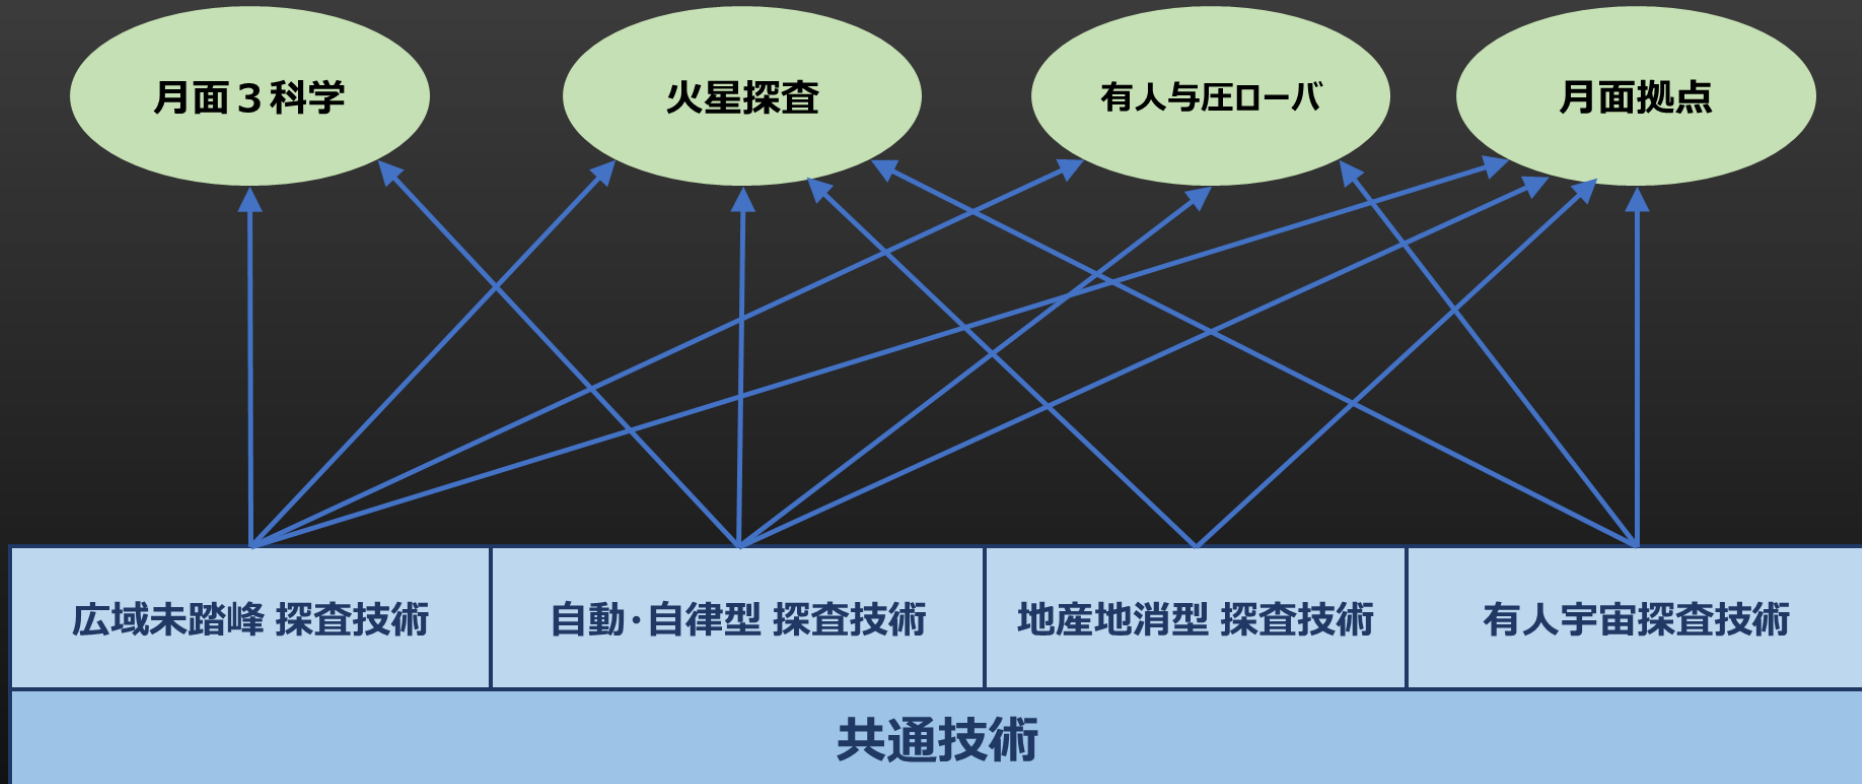 月面３科学
火星探査
有人与圧ローバ
月面拠点
広域未踏峰 探査技術
自動･自律型 探査技術
地産地消型 探査技術
有人宇宙探査技術
共通技術